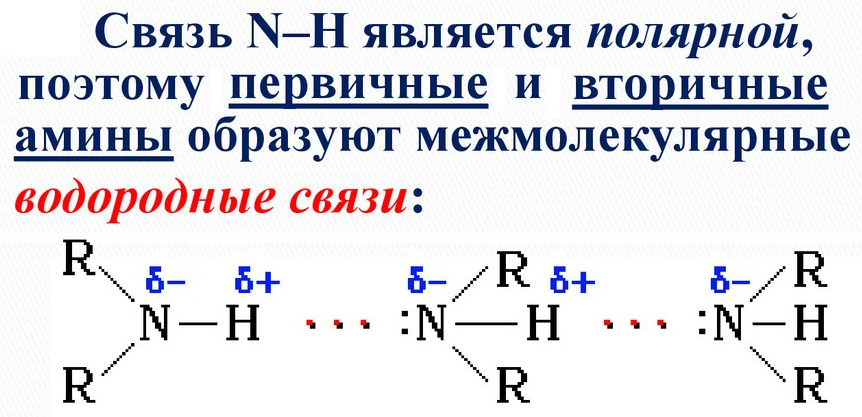 Связь N–H является полярной,
поэтому первичные и вторичные
амины образуют межмолекулярные
водородные связи:
R δ– δ+ δ– R δ+ δ– R
N — H ... :N — H ... :N — H
R R R